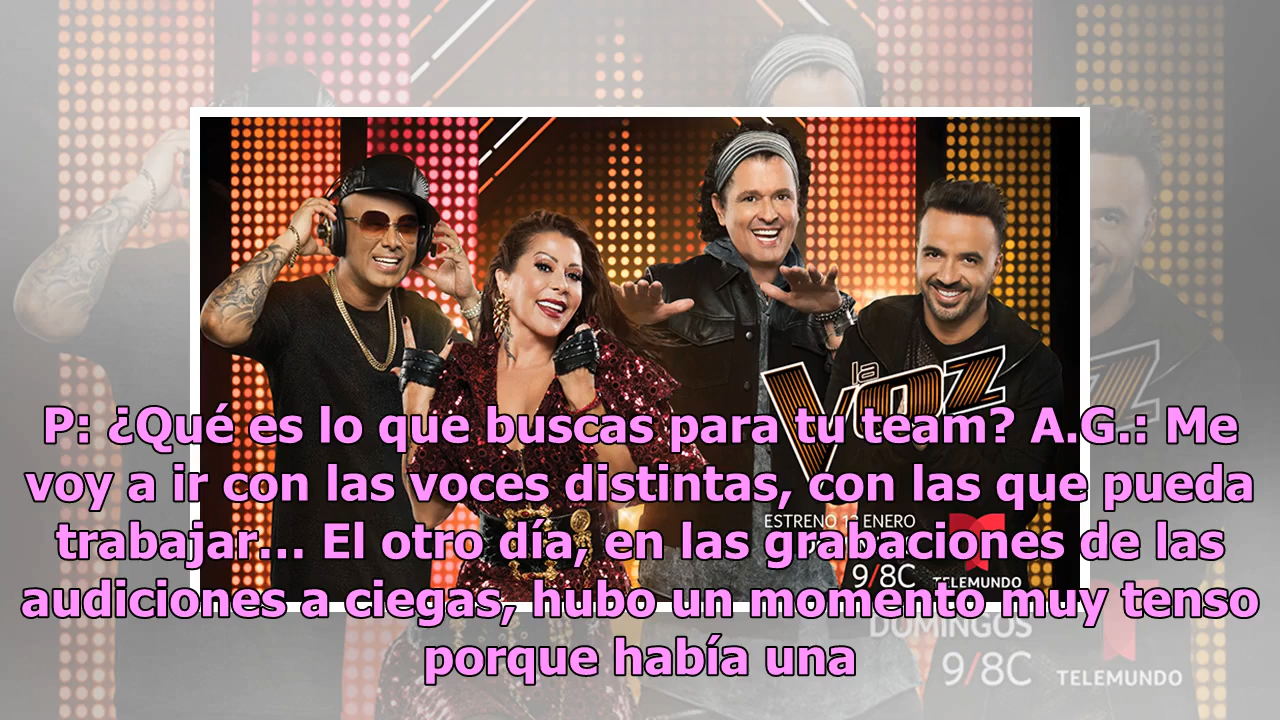 la
VOZ
P: ¿Qué es lo que buscas para tu team? A.G.: Me
voy a ir con las voces distintas, con las que pueda
trabajar... El otro día, en las grabaciones de las
audiciones a ciegas, hubo un momento muy tenso
porque había una
ESTRENO 13 ENERO
9/8C TELEMUNDO
DOMINGOS
9/8C TELEMUNDO